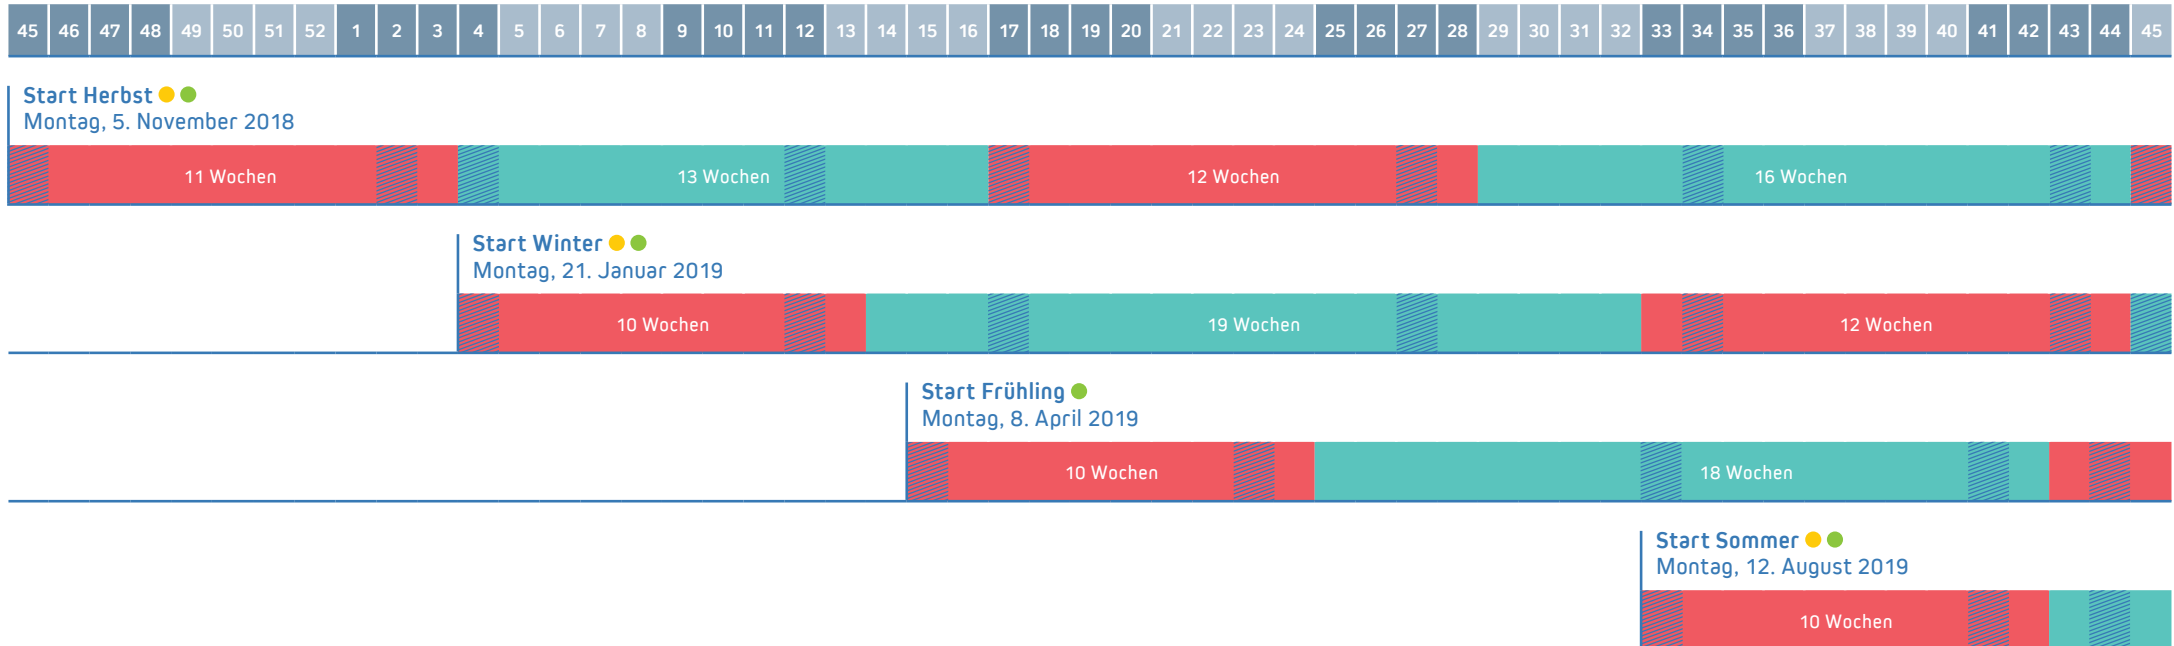 45 46 47 48 49 50 51 52 1 2 3 4 5 6 7 8 9 10 11 12 13 14 15 16 17 18 19 20 21 22 23 24 25 26 27 28 29 30 31 32 33 34 35 36 37 38 39 40 41 42 43 44 45
Start Herbst
Montag, 5. November 2018
11 Wochen 13 Wochen 12 Wochen 16 Wochen
Start Winter
Montag, 21. Januar 2019
10 Wochen 19 Wochen 12 Wochen
Start Frühling
Montag, 8. April 2019
10 Wochen 18 Wochen
Start Sommer
Montag, 12. August 2019
10 Wochen